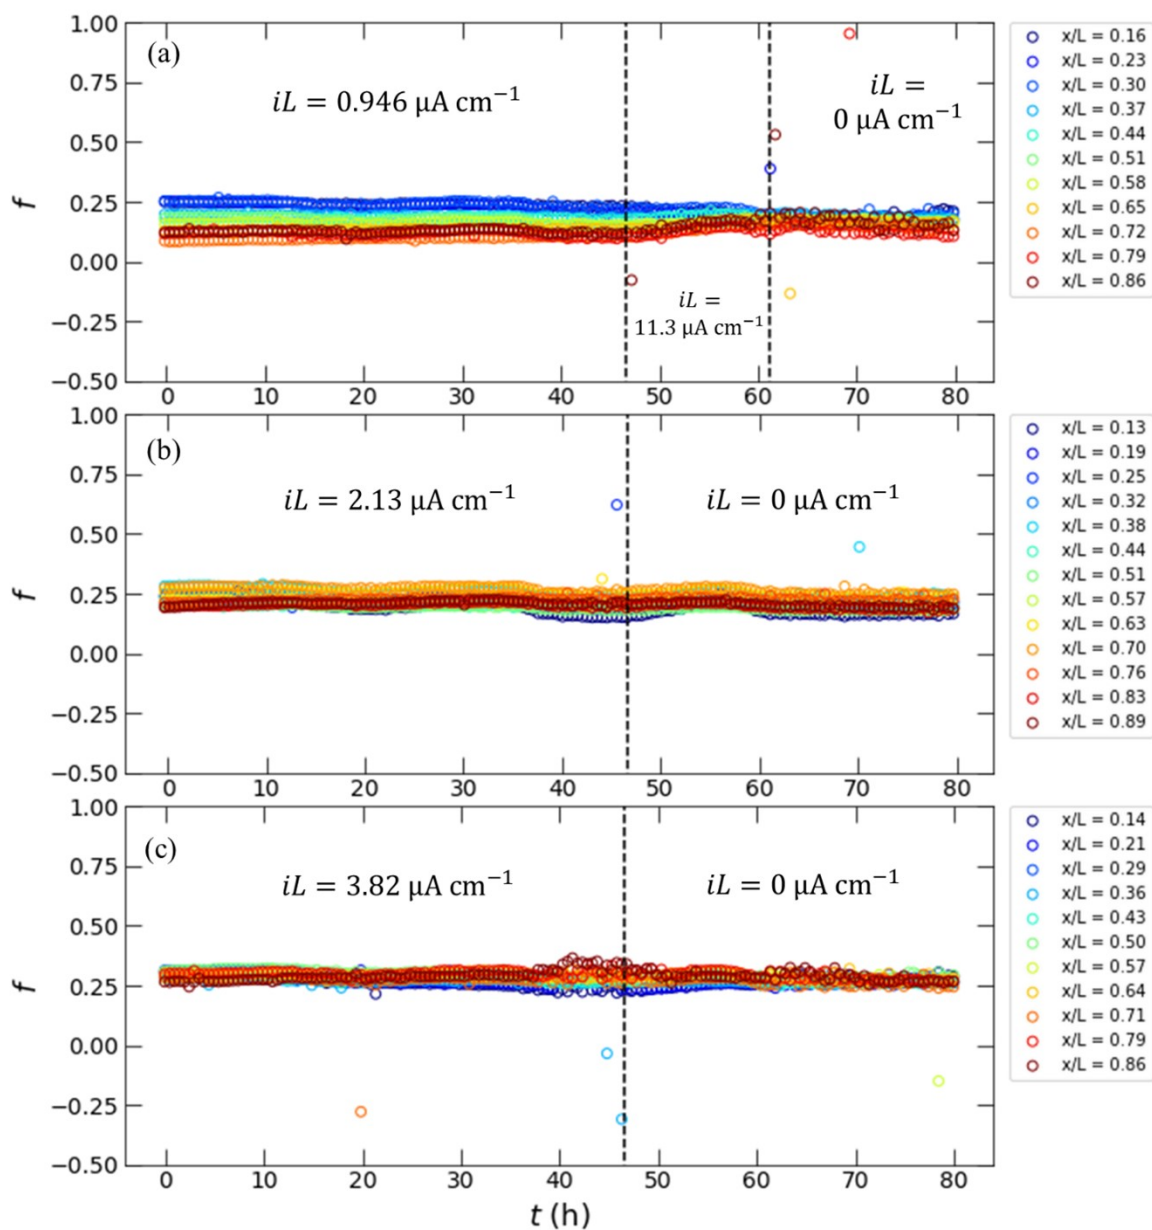 1.00
0.75
0.50
0.25
0.00
−0.25
−0.50
f
(a)
iL = 0.946 μA cm⁻¹
iL =
0 μA cm⁻¹
iL =
11.3 μA cm⁻¹
0 10 20 30 40 50 60 70 80
x/L = 0.16
x/L = 0.23
x/L = 0.30
x/L = 0.37
x/L = 0.44
x/L = 0.51
x/L = 0.58
x/L = 0.65
x/L = 0.72
x/L = 0.79
x/L = 0.86
1.00
0.75
0.50
0.25
0.00
−0.25
−0.50
f
(b)
iL = 2.13 μA cm⁻¹
iL = 0 μA cm⁻¹
0 10 20 30 40 50 60 70 80
x/L = 0.13
x/L = 0.19
x/L = 0.25
x/L = 0.32
x/L = 0.38
x/L = 0.44
x/L = 0.51
x/L = 0.57
x/L = 0.63
x/L = 0.70
x/L = 0.76
x/L = 0.83
x/L = 0.89
1.00
0.75
0.50
0.25
0.00
−0.25
−0.50
f
(c)
iL = 3.82 μA cm⁻¹
iL = 0 μA cm⁻¹
0 10 20 30 40 50 60 70 80
t (h)
x/L = 0.14
x/L = 0.21
x/L = 0.29
x/L = 0.36
x/L = 0.43
x/L = 0.50
x/L = 0.57
x/L = 0.64
x/L = 0.71
x/L = 0.79
x/L = 0.86